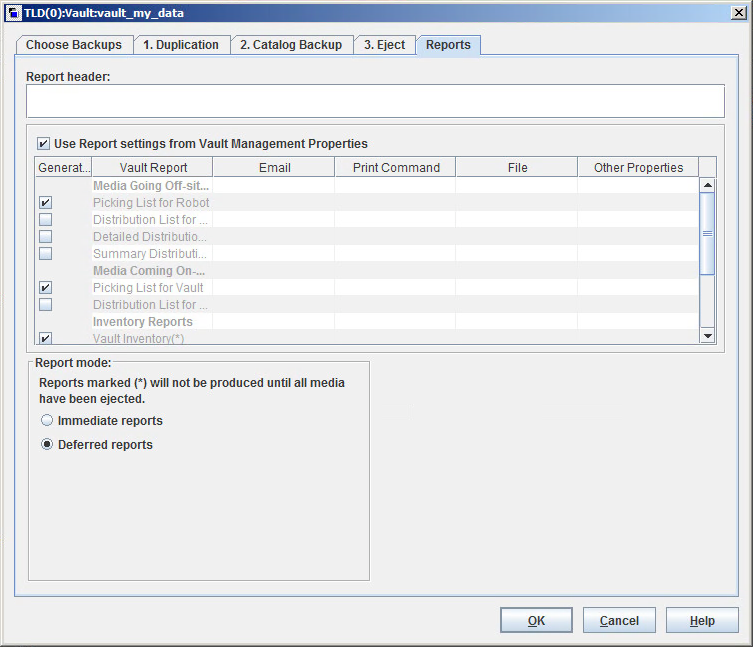 TLD(0):Vault:vault_my_data
Choose Backups 1. Duplication 2. Catalog Backup 3. Eject Reports
Report header:
Use Report settings from Vault Management Properties
Generat... Vault Report Email Print Command File Other Properties
Media Going Off-sit...
Picking List for Robot
Distribution List for ...
Detailed Distributio...
Summary Distributi...
Media Coming On-...
Picking List for Vault
Distribution List for ...
Inventory Reports
Vault Inventory(*)
Report mode:
Reports marked (*) will not be produced until all media
have been ejected.
Immediate reports
Deferred reports
OK Cancel Help